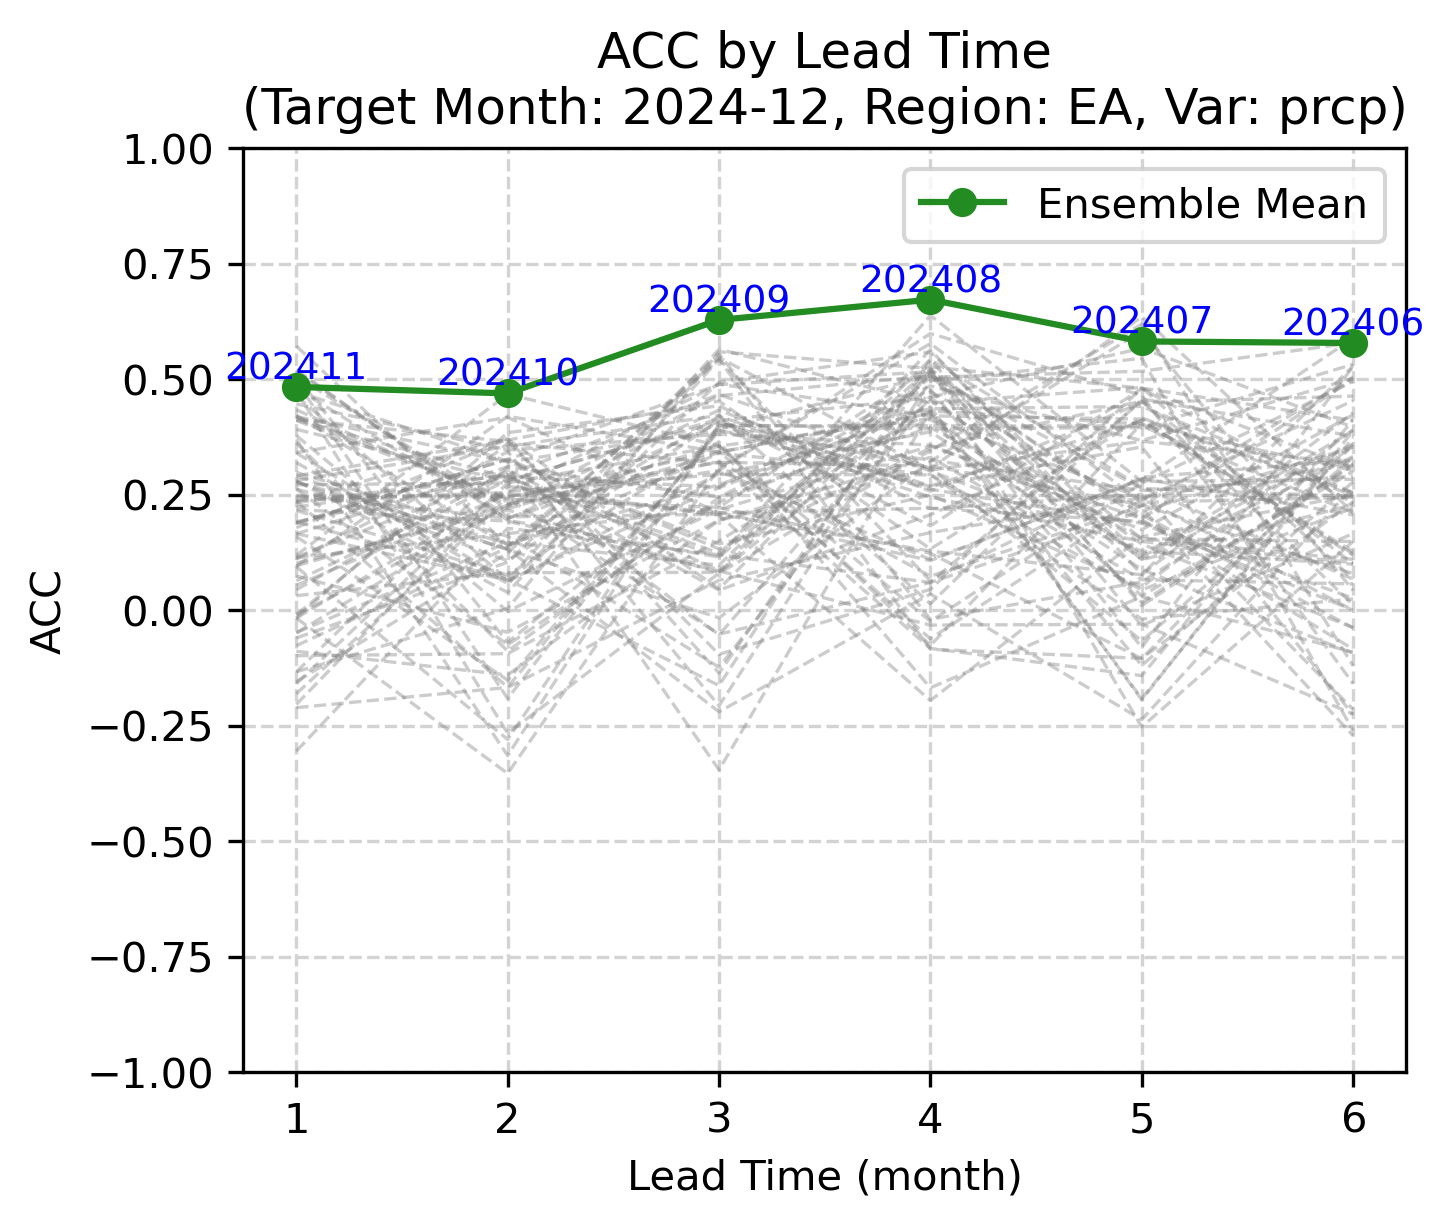 ACC by Lead Time
(Target Month: 2024-12, Region: EA, Var: prcp)
1.00
0.75
0.50
0.25
0.00
−0.25
−0.50
−0.75
−1.00
ACC
Ensemble Mean
202411
202410
202409
202408
202407
202406
1 2 3 4 5 6
Lead Time (month)